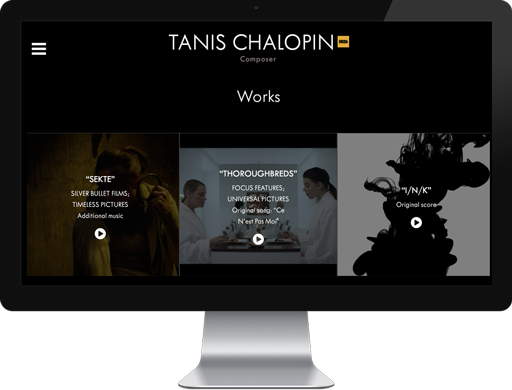 TANIS CHALOPIN
Composer
Works
"SEKTE"
SILVER BULLET FILMS;
TIMELESS PICTURES
Additional music
"THOROUGHBREDS"
FOCUS FEATURES;
UNIVERSAL PICTURES
Original song: "Ce
N'est Pas Moi"
"I/N/K"
Original score